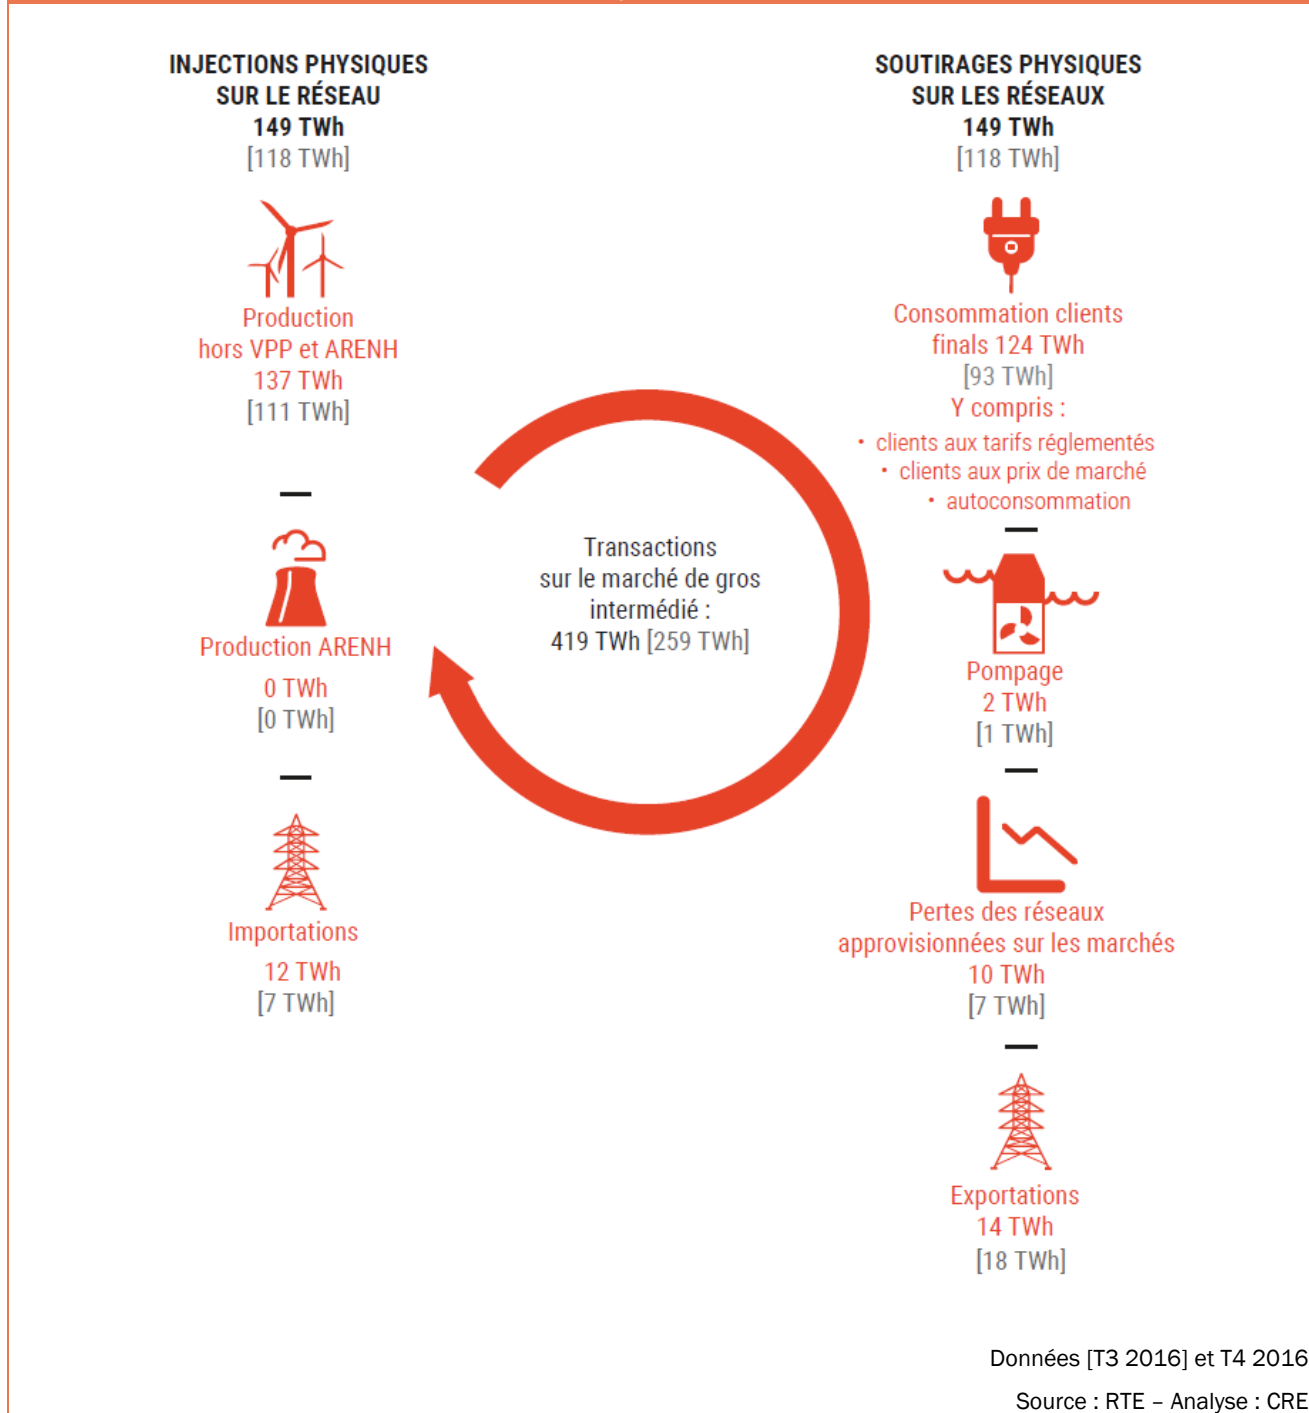 INJECTIONS PHYSIQUES
SUR LE RÉSEAU
149 TWh
[118 TWh]
Production
hors VPP et ARENH
137 TWh
[111 TWh]
Production ARENH
0 TWh
[0 TWh]
Importations
12 TWh
[7 TWh]
Transactions
sur le marché de gros
intermédié :
419 TWh [259 TWh]
SOUTIRAGES PHYSIQUES
SUR LES RÉSEAUX
149 TWh
[118 TWh]
Consommation clients
finals 124 TWh
[93 TWh]
Y compris :
• clients aux tarifs réglementés
• clients aux prix de marché
• autoconsommation
Pompage
2 TWh
[1 TWh]
Pertes des réseaux
approvisionnées sur les marchés
10 TWh
[7 TWh]
Exportations
14 TWh
[18 TWh]
Données [T3 2016] et T4 2016
Source : RTE – Analyse : CRE